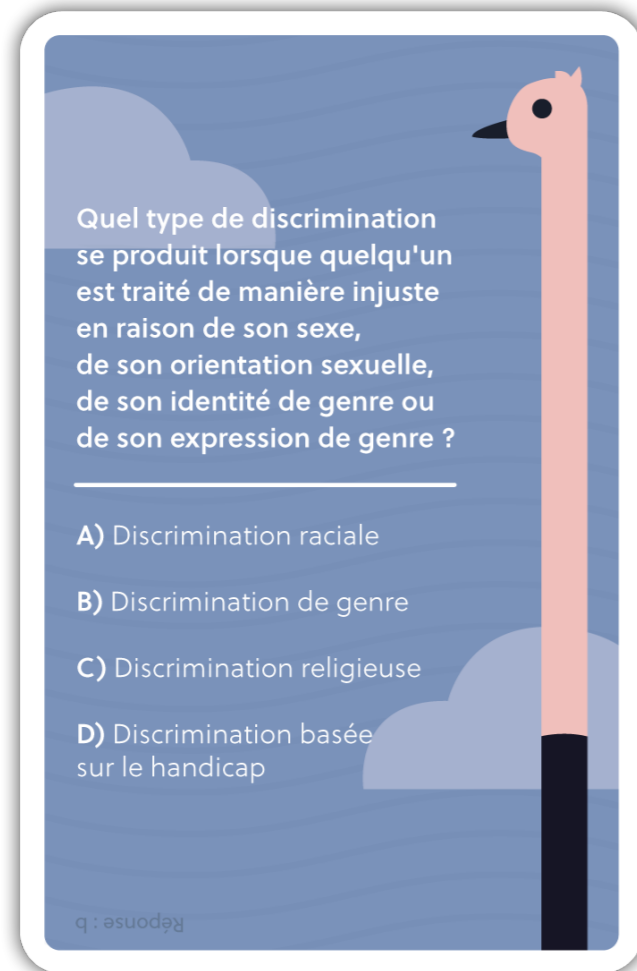 Quel type de discrimination
se produit lorsque quelqu'un
est traité de manière injuste
en raison de son sexe,
de son orientation sexuelle,
de son identité de genre ou
de son expression de genre ?
A) Discrimination raciale
B) Discrimination de genre
C) Discrimination religieuse
D) Discrimination basée
sur le handicap
Réponse : b